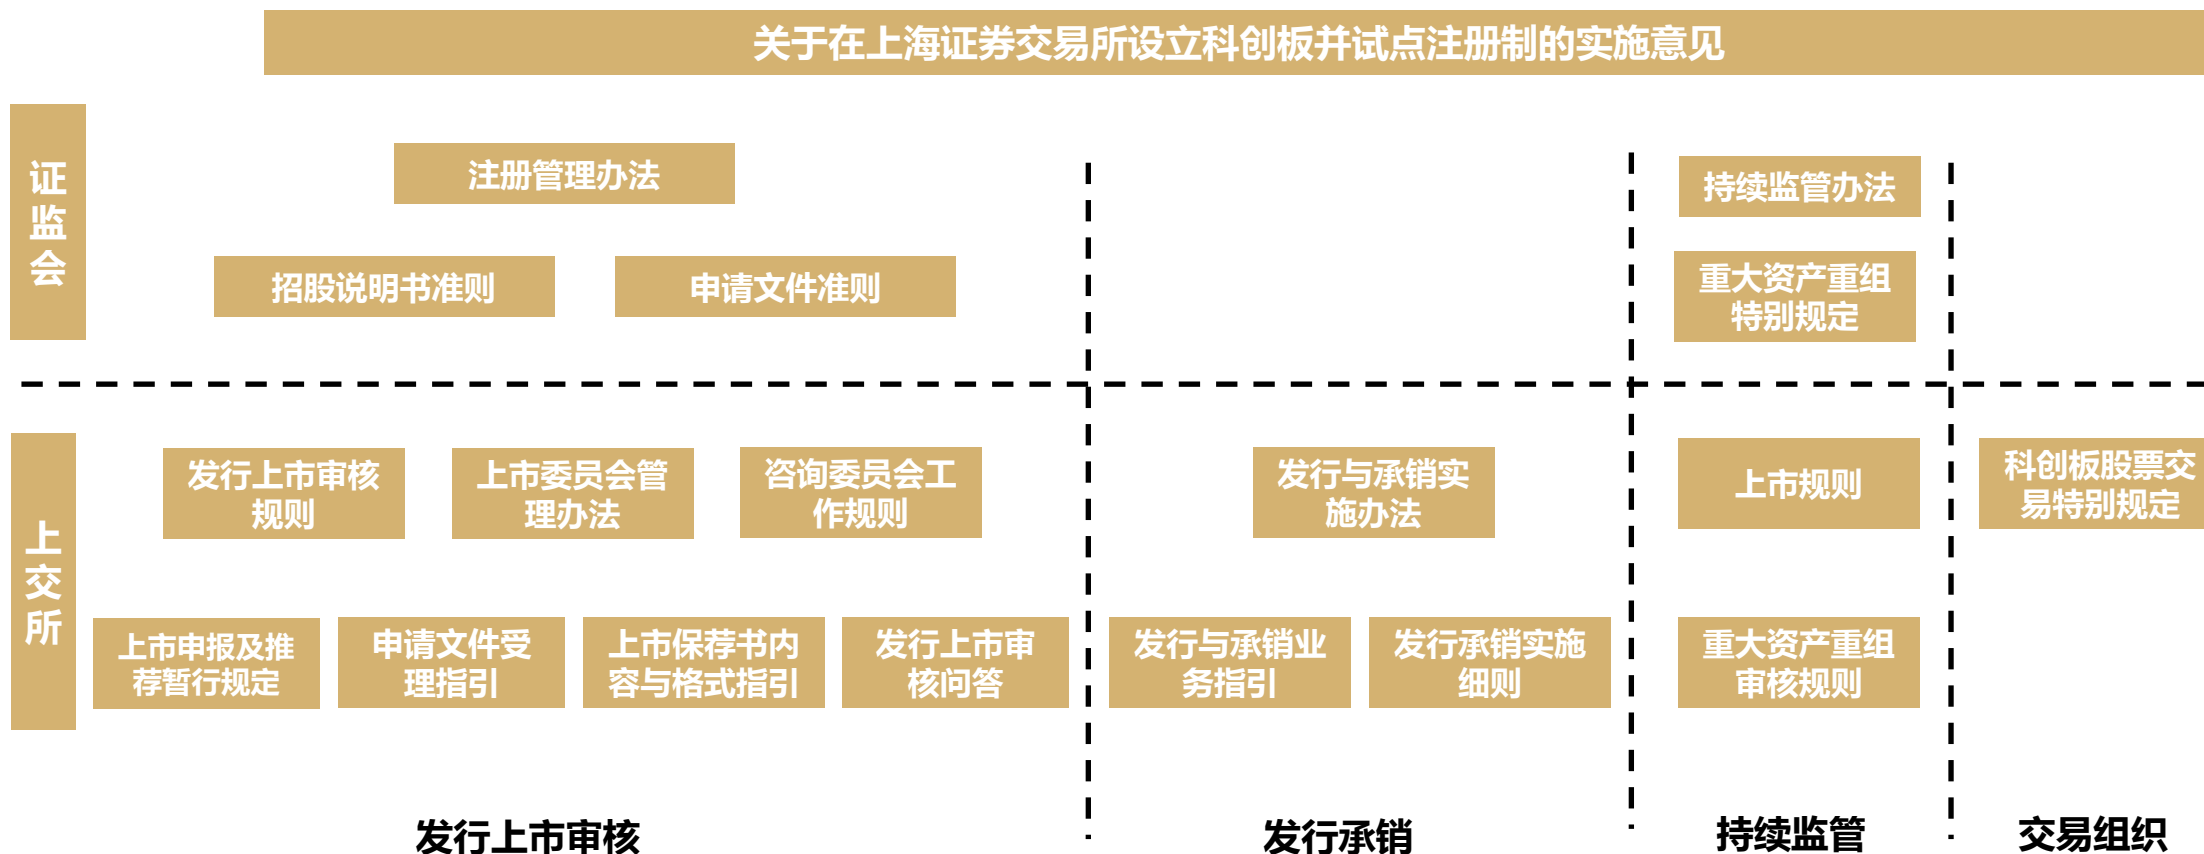 关于在上海证券交易所设立科创板并试点注册制的实施意见
证监会
注册管理办法
招股说明书准则
申请文件准则
持续监管办法
重大资产重组
特别规定
上交所
发行上市审核
规则
上市委员会管
理办法
咨询委员会工
作规则
发行与承销实
施办法
上市规则
科创板股票交
易特别规定
上市申报及推
荐暂行规定
申请文件受
理指引
上市保荐书内
容与格式指引
发行上市审
核问答
发行与承销业
务指引
发行承销实施
细则
重大资产重组
审核规则
发行上市审核
发行承销
持续监管
交易组织